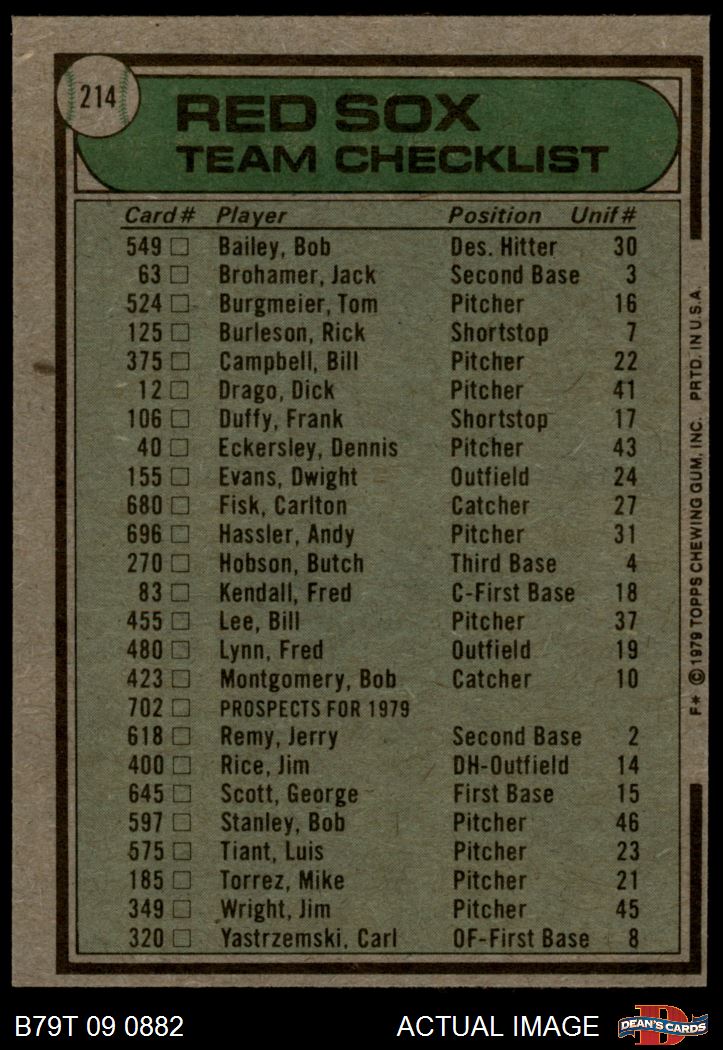 214
RED SOX
TEAM CHECKLIST
Card # Player Position Unif #
549 Bailey, Bob Des. Hitter 30
63 Brohamer, Jack Second Base 3
524 Burgmeier, Tom Pitcher 16
125 Burleson, Rick Shortstop 7
375 Campbell, Bill Pitcher 22
12 Drago, Dick Pitcher 41
106 Duffy, Frank Shortstop 17
40 Eckersley, Dennis Pitcher 43
155 Evans, Dwight Outfield 24
680 Fisk, Carlton Catcher 27
696 Hassler, Andy Pitcher 31
270 Hobson, Butch Third Base 4
83 Kendall, Fred C-First Base 18
455 Lee, Bill Pitcher 37
480 Lynn, Fred Outfield 19
423 Montgomery, Bob Catcher 10
702 PROSPECTS FOR 1979
618 Remy, Jerry Second Base 2
400 Rice, Jim DH-Outfield 14
645 Scott, George First Base 15
597 Stanley, Bob Pitcher 46
575 Tiant, Luis Pitcher 23
185 Torrez, Mike Pitcher 21
349 Wright, Jim Pitcher 45
320 Yastrzemski, Carl OF-First Base 8
F* © 1979 TOPPS CHEWING GUM, INC. PRTD. IN U.S.A.
B79T 09 0882 ACTUAL IMAGE
D
DEAN'S CARDS